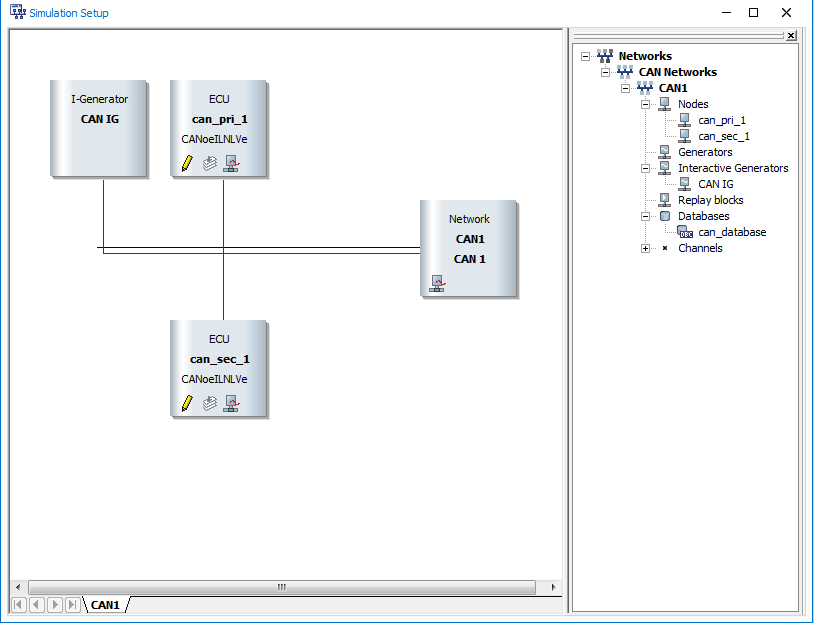 Simulation Setup
I-Generator
CAN IG
ECU
can_pri_1
CANoeILNLVe
Network
CAN1
CAN 1
ECU
can_sec_1
CANoeILNLVe
CAN1
Networks
CAN Networks
CAN1
Nodes
can_pri_1
can_sec_1
Generators
Interactive Generators
CAN IG
Replay blocks
Databases
can_database
Channels